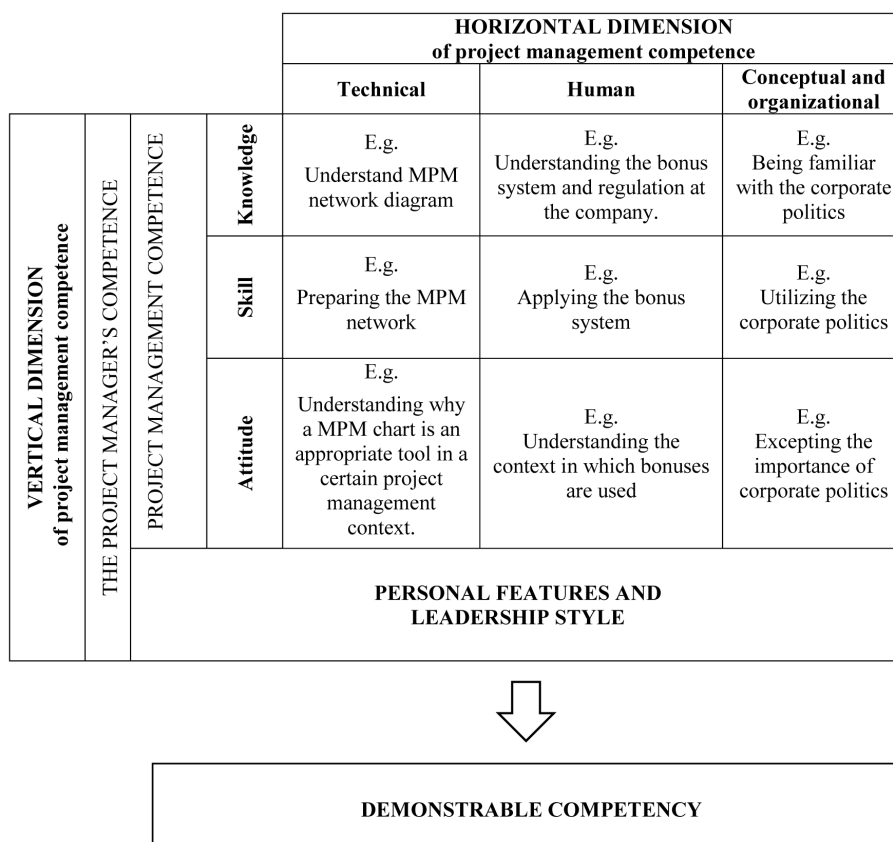 HORIZONTAL DIMENSION
of project management competence
Technical
Human
Conceptual and
organizational
VERTICAL DIMENSION
of project management competence
THE PROJECT MANAGER'S COMPETENCE
PROJECT MANAGEMENT COMPETENCE
Knowledge
E.g.
Understand MPM
network diagram
E.g.
Understanding the bonus
system and regulation at
the company.
E.g.
Being familiar
with the corporate
politics
Skill
E.g.
Preparing the MPM
network
E.g.
Applying the bonus
system
E.g.
Utilizing the
corporate politics
Attitude
E.g.
Understanding why
a MPM chart is an
appropriate tool in a
certain project
management
context.
E.g.
Understanding the
context in which bonuses
are used
E.g.
Excepting the
importance of
corporate politics
PERSONAL FEATURES AND
LEADERSHIP STYLE
DEMONSTRABLE COMPETENCY